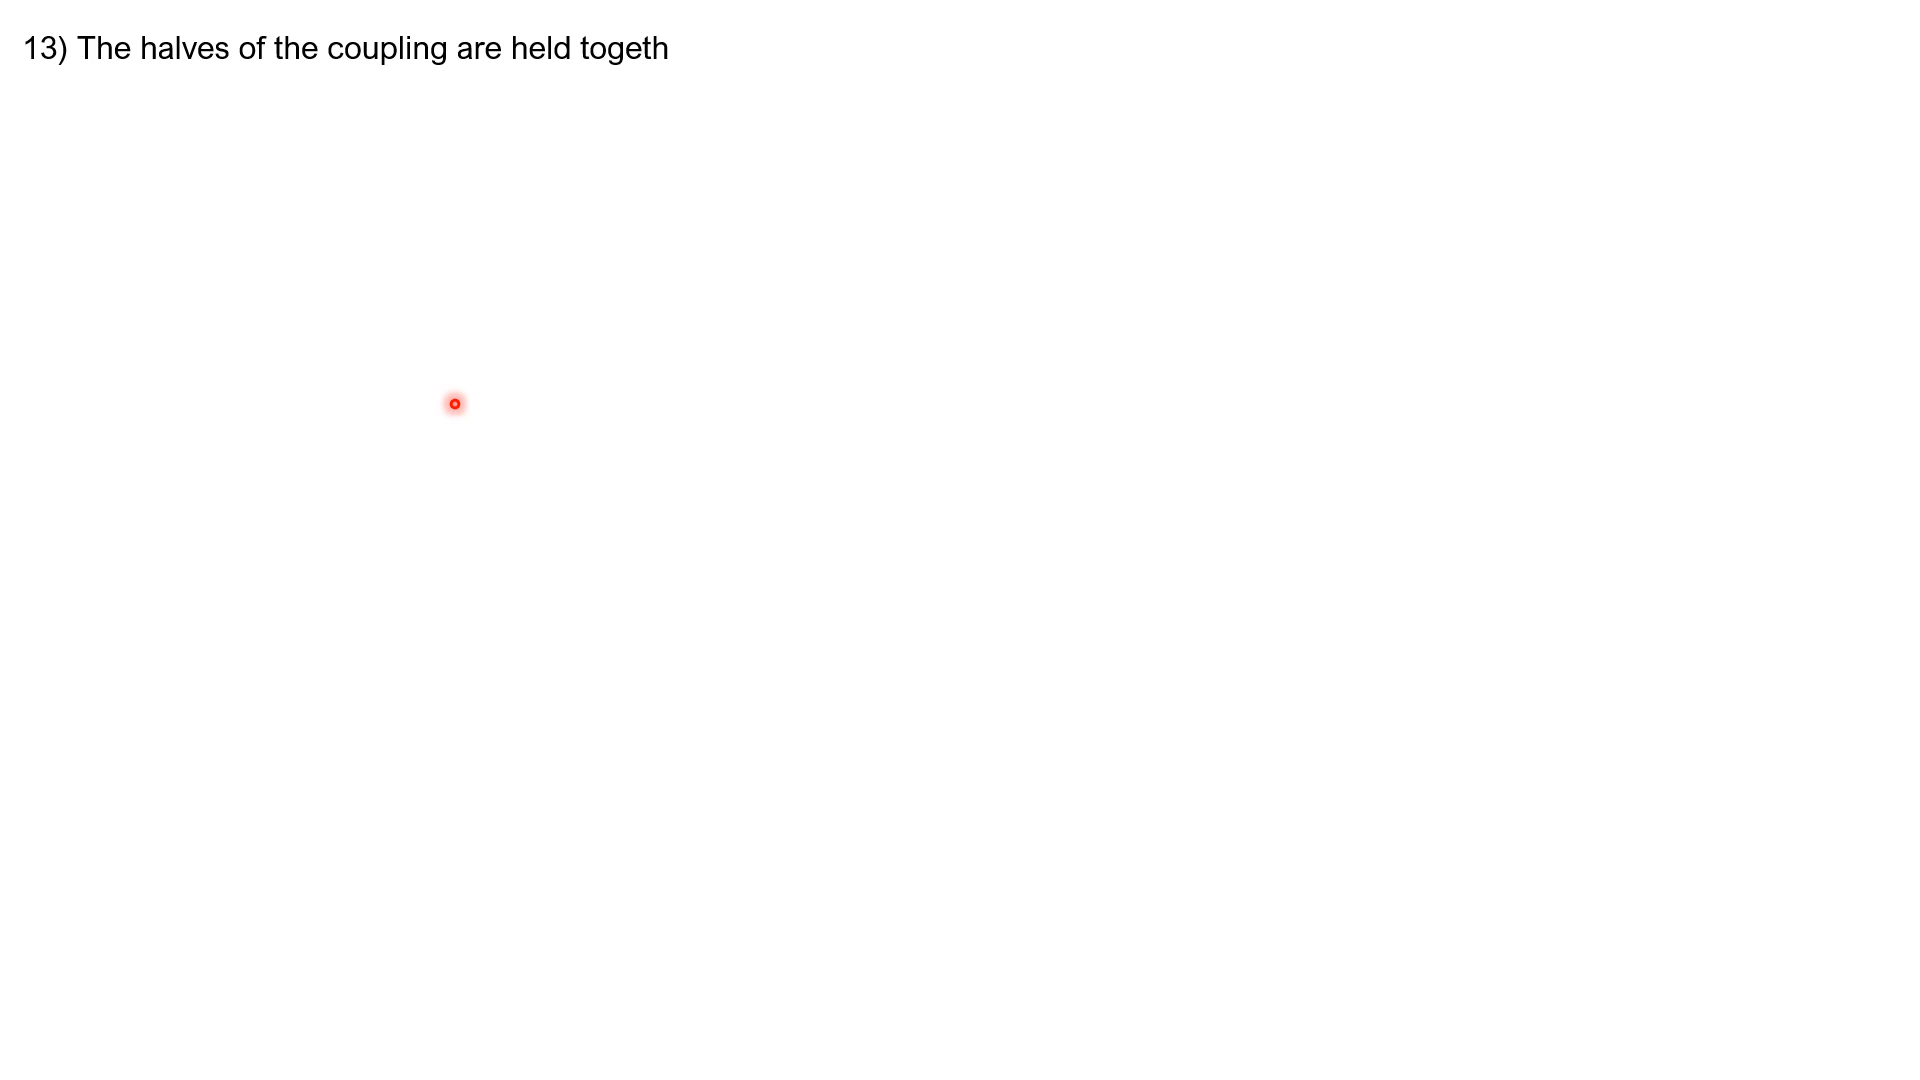 13) The halves of the coupling are held togeth